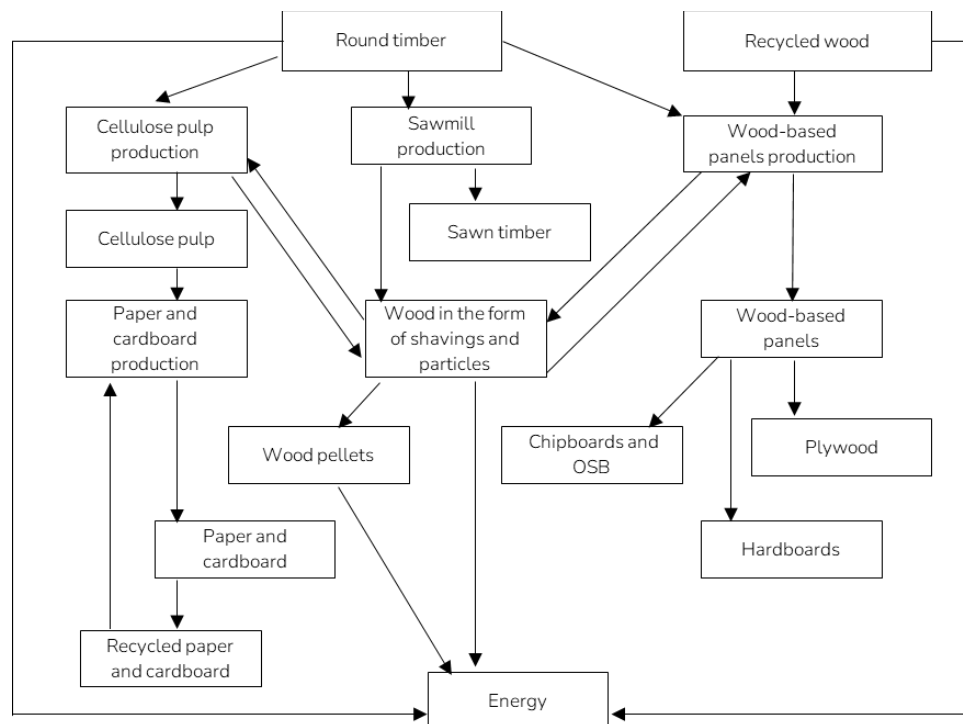 Round timber
Recycled wood
Cellulose pulp
production
Sawmill
production
Wood-based
panels production
Cellulose pulp
Sawn timber
Paper and
cardboard
production
Wood in the form
of shavings and
particles
Wood-based
panels
Wood pellets
Chipboards and
OSB
Plywood
Paper and
cardboard
Hardboards
Recycled paper
and cardboard
Energy